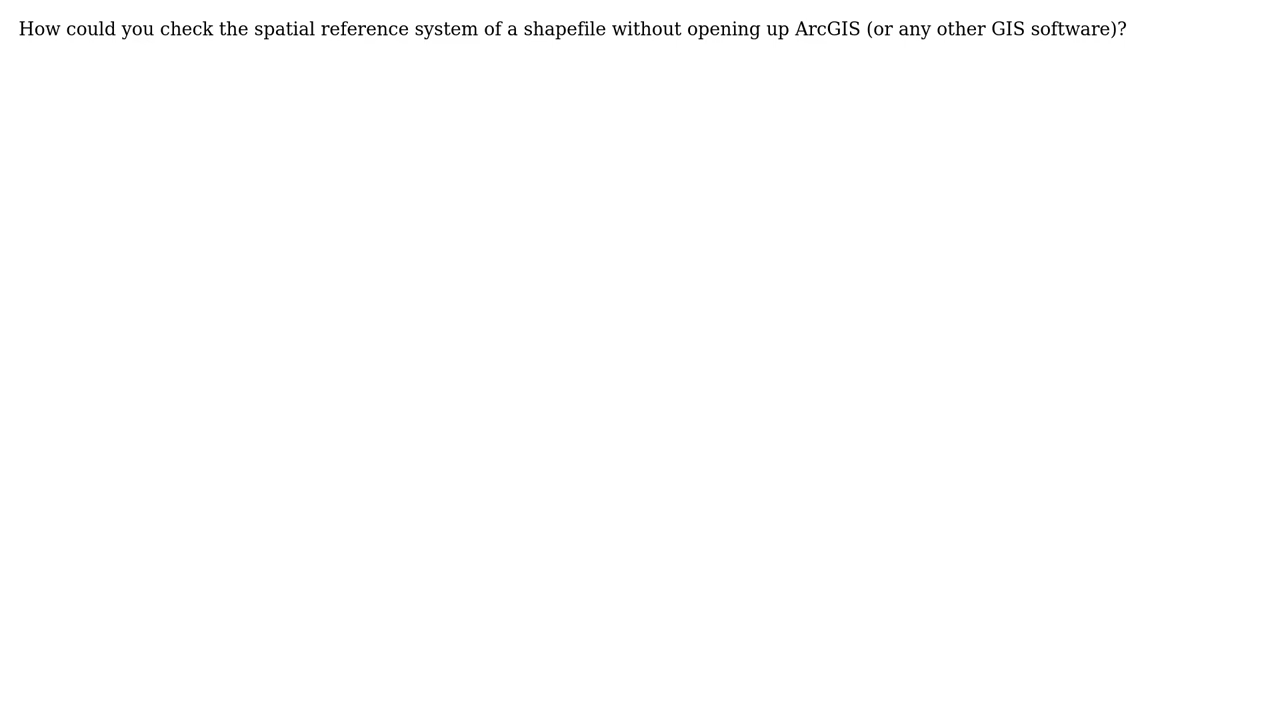 How could you check the spatial reference system of a shapefile without opening up ArcGIS (or any other GIS software)?